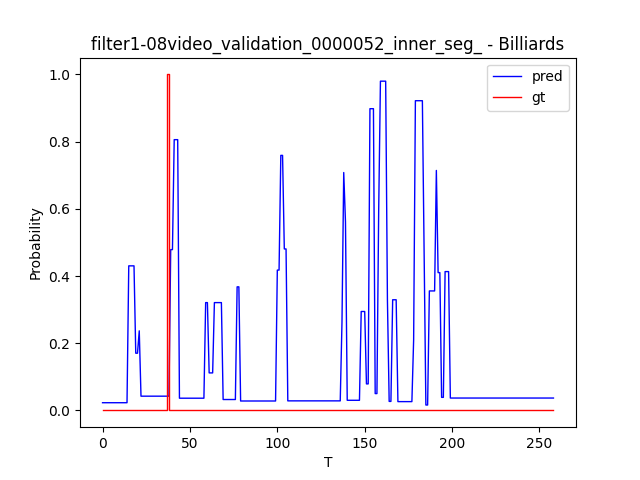 filter1-08video_validation_0000052_inner_seg_ - Billiards
pred
gt
Probability
1.0
0.8
0.6
0.4
0.2
0.0
0
50
100
150
200
250
T